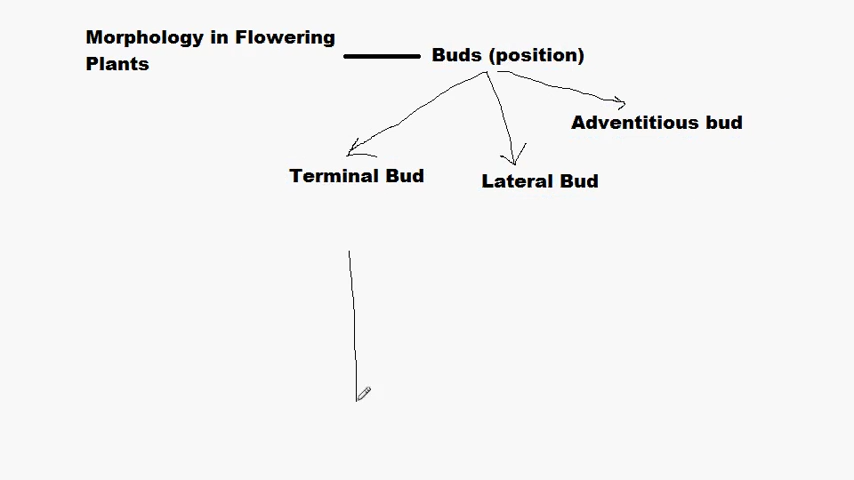 Morphology in Flowering
Plants
Buds (position)
Adventitious bud
Terminal Bud
Lateral Bud